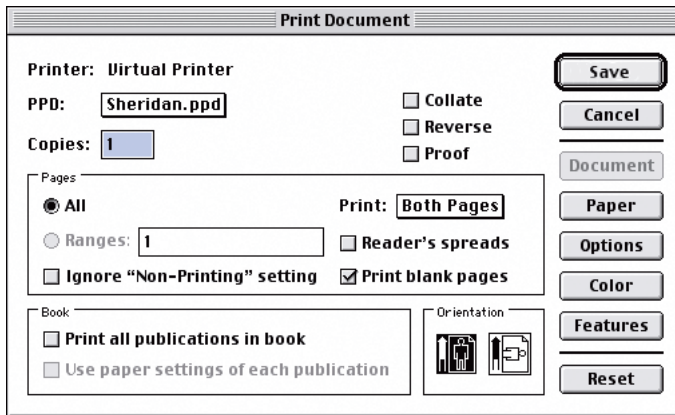 Print Document
Printer: Virtual Printer
PPD: Sheridan.ppd
Copies: 1
Collate
Reverse
Proof
Pages
All
Print: Both Pages
Ranges: 1
Reader's spreads
Ignore “Non-Printing” setting
Print blank pages
Book
Print all publications in book
Use paper settings of each publication
Orientation
Save
Cancel
Document
Paper
Options
Color
Features
Reset